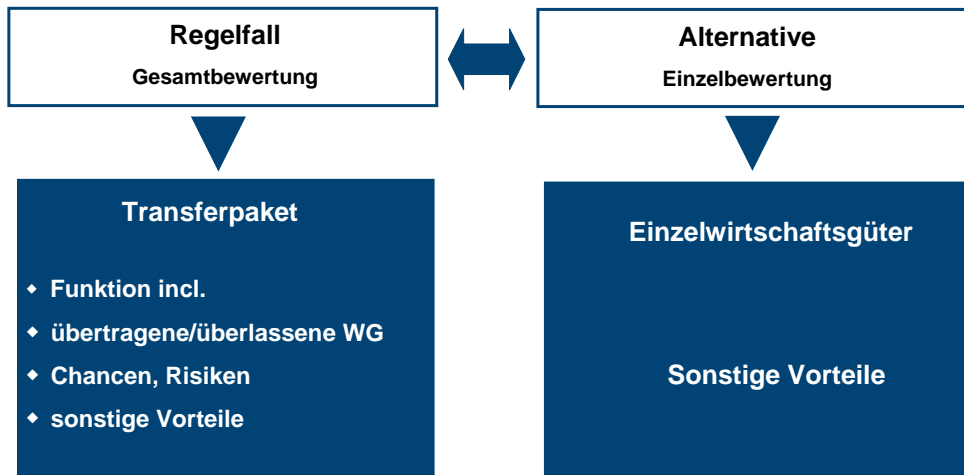 Regelfall
Gesamtbewertung
Alternative
Einzelbewertung
Transferpaket
Funktion incl.
übertragene/überlassene WG
Chancen, Risiken
sonstige Vorteile
Einzelwirtschaftsgüter
Sonstige Vorteile